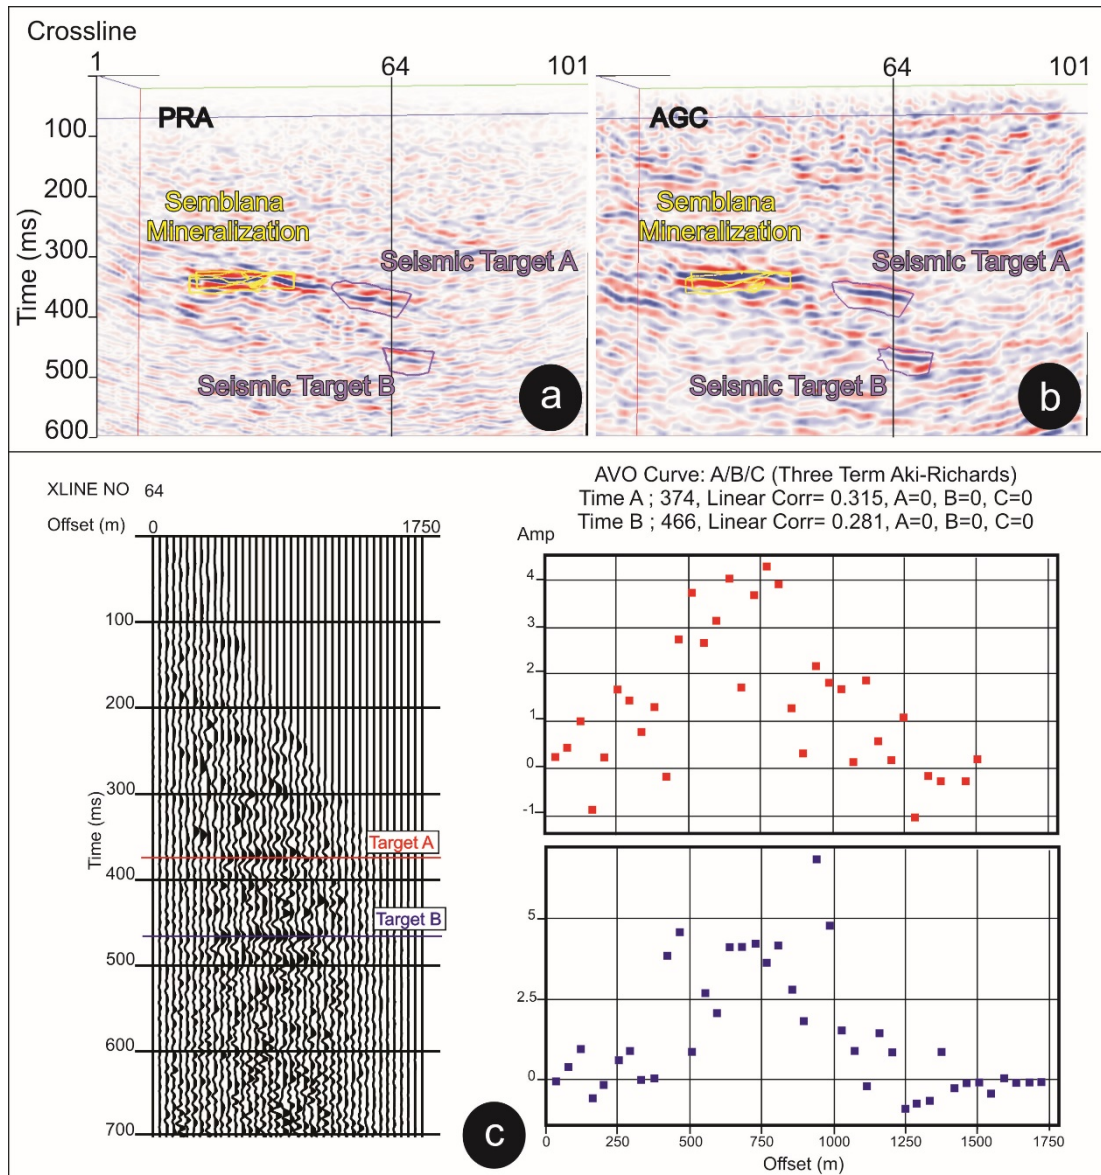 Crossline
1 64 101 64 101
PRA
AGC
100
200
300
400
500
600
Time (ms)
Semblana
Mineralization
Seismic Target A
Seismic Target B
a
Semblana
Mineralization
Seismic Target A
Seismic Target B
b
XLINE NO 64
Offset (m) 0 1750
100
200
300
400
500
600
700
Time (ms)
Target A
Target B
c
AVO Curve: A/B/C (Three Term Aki-Richards)
Time A ; 374, Linear Corr= 0.315, A=0, B=0, C=0
Time B ; 466, Linear Corr= 0.281, A=0, B=0, C=0
Amp
4
3
2
1
0
-1
5
2.5
0
0 250 500 750 1000 1250 1500 1750
Offset (m)